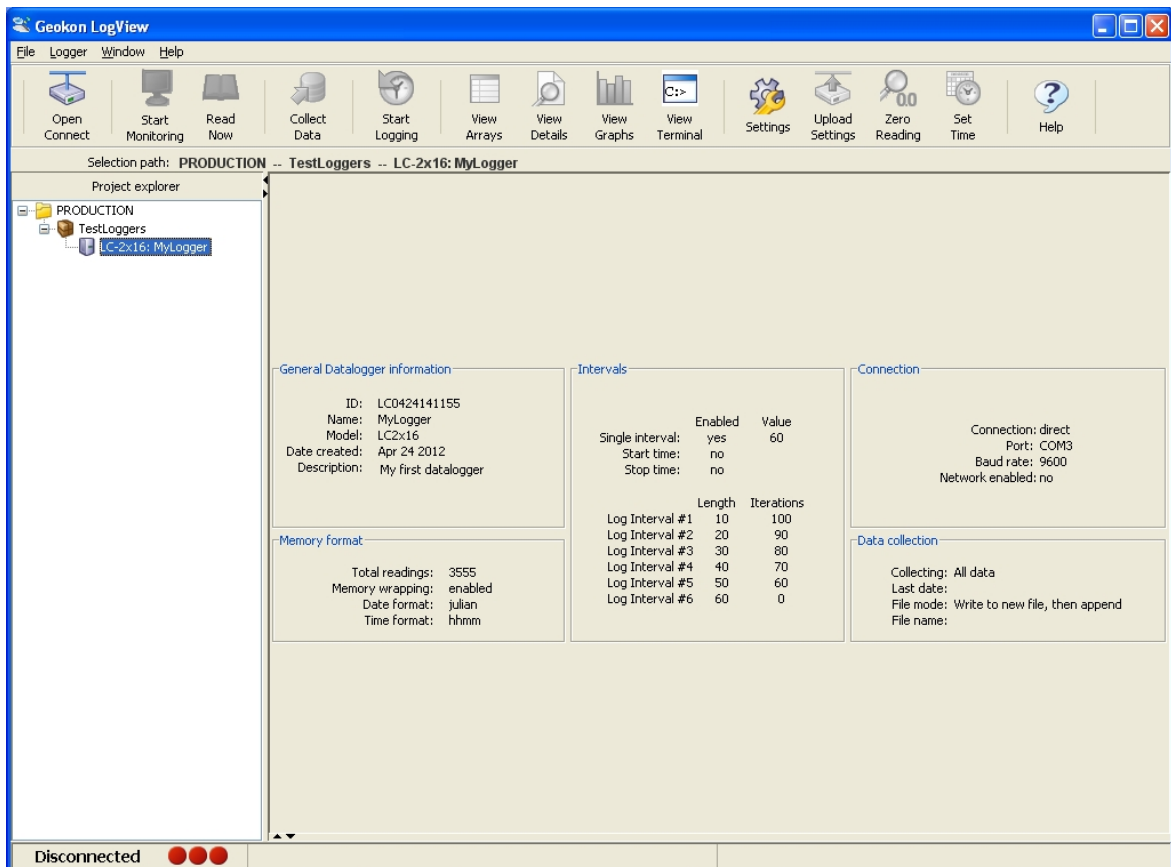 Geokon LogView
File Logger Window Help
Open Connect
Start Monitoring
Read Now
Collect Data
Start Logging
View Arrays
View Details
View Graphs
C:>
View Terminal
Settings
Upload Settings
0.0
Zero Reading
Set Time
?
Help
Selection path: PRODUCTION -- TestLoggers -- LC-2x16: MyLogger
Project explorer
PRODUCTION
TestLoggers
LC-2x16: MyLogger
General Datalogger information
ID: LC0424141155
Name: MyLogger
Model: LC2x16
Date created: Apr 24 2012
Description: My first datalogger
Memory format
Total readings: 3555
Memory wrapping: enabled
Date format: julian
Time format: hhmm
Intervals
Enabled Value
Single interval: yes 60
Start time: no
Stop time: no
Length Iterations
Log Interval #1 10 100
Log Interval #2 20 90
Log Interval #3 30 80
Log Interval #4 40 70
Log Interval #5 50 60
Log Interval #6 60 0
Connection
Connection: direct
Port: COM3
Baud rate: 9600
Network enabled: no
Data collection
Collecting: All data
Last date:
File mode: Write to new file, then append
File name:
Disconnected